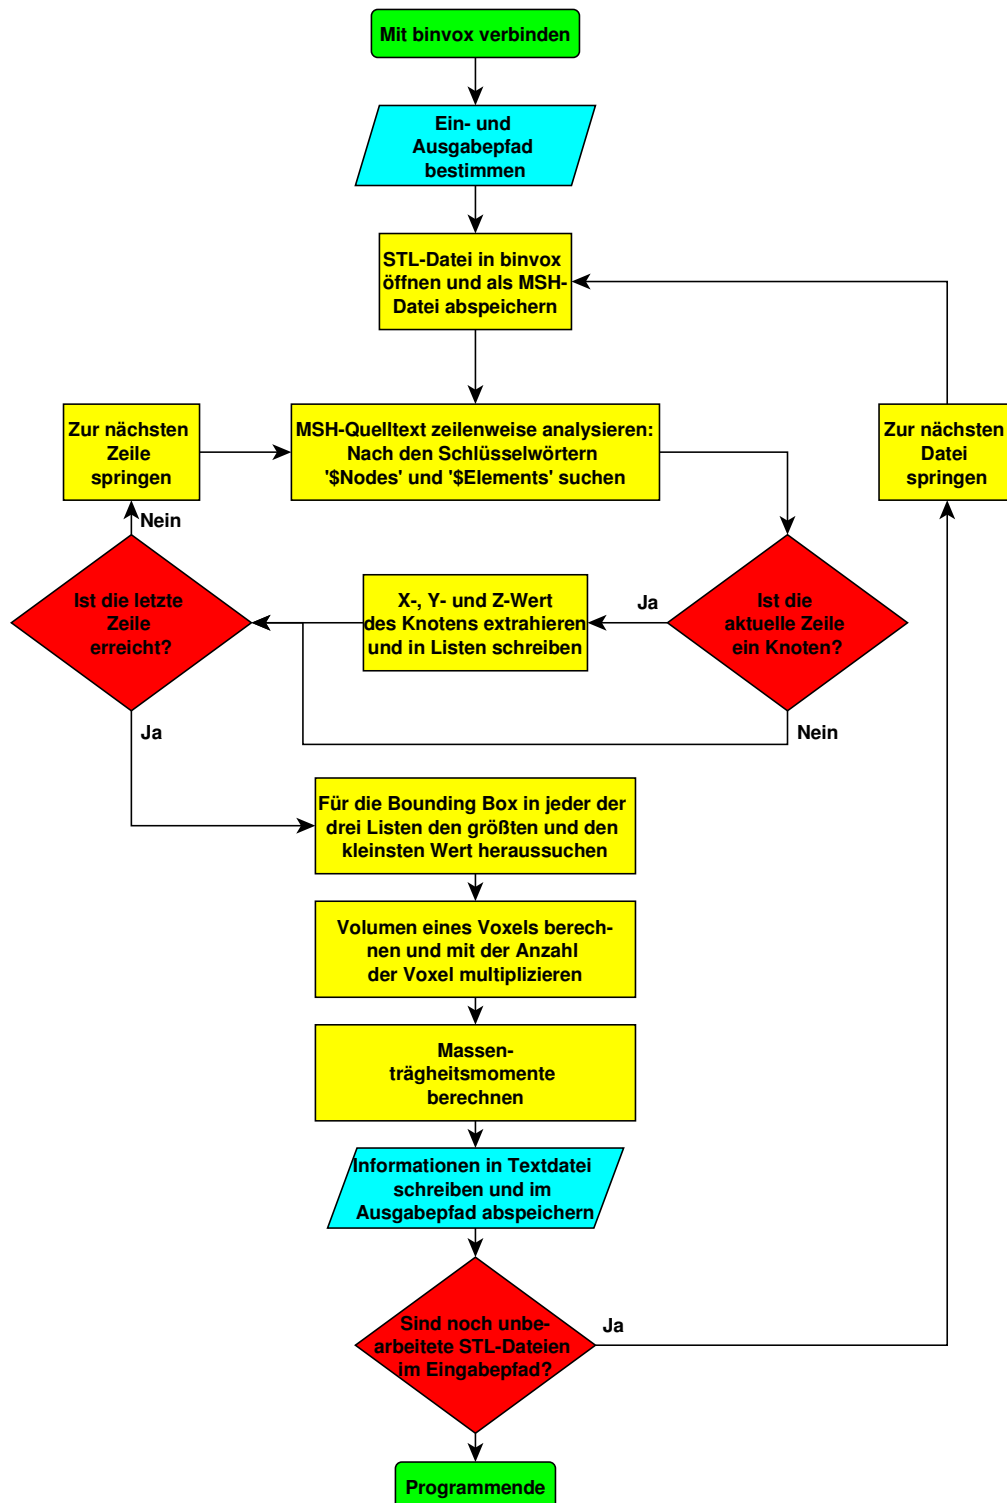 Mit binvox verbinden
Ein- und
Ausgabepfad
bestimmen
STL-Datei in binvox
öffnen und als MSH-
Datei abspeichern
Zur nächsten
Zeile
springen
MSH-Quelltext zeilenweise analysieren:
Nach den Schlüsselwörtern
'$Nodes' und '$Elements' suchen
Zur nächsten
Datei
springen
Nein
Ist die letzte
Zeile
erreicht?
X-, Y- und Z-Wert
des Knotens extrahieren
und in Listen schreiben
Ja
Ist die
aktuelle Zeile
ein Knoten?
Ja
Nein
Für die Bounding Box in jeder der
drei Listen den größten und den
kleinsten Wert heraussuchen
Volumen eines Voxels berech-
nen und mit der Anzahl
der Voxel multiplizieren
Massen-
trägheitsmomente
berechnen
Informationen in Textdatei
schreiben und im
Ausgabepfad abspeichern
Sind noch unbe-
arbeitete STL-Dateien
im Eingabepfad?
Ja
Programmende